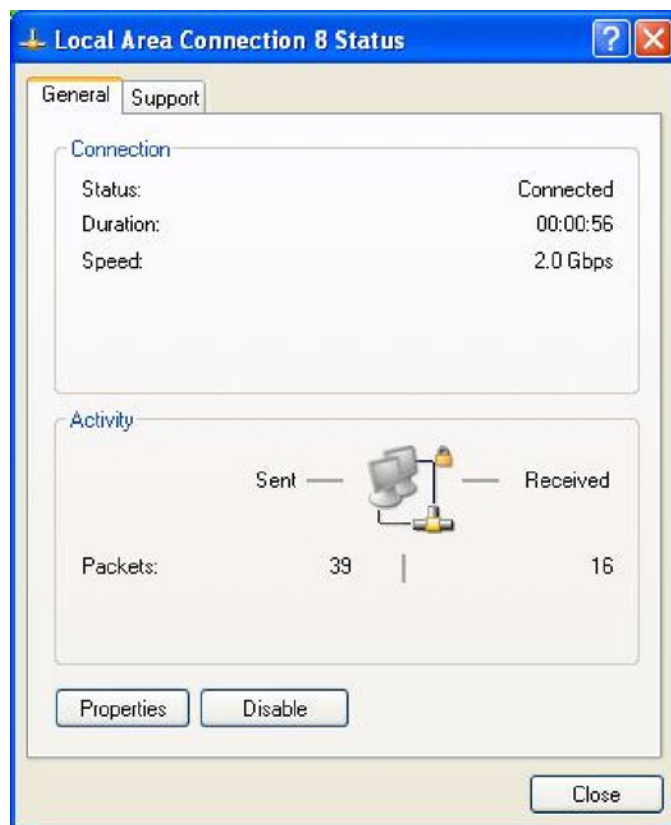 Local Area Connection 8 Status
General Support
Connection
Status: Connected
Duration: 00:00:56
Speed: 2.0 Gbps
Activity
Sent Received
Packets: 39 16
Properties Disable
Close